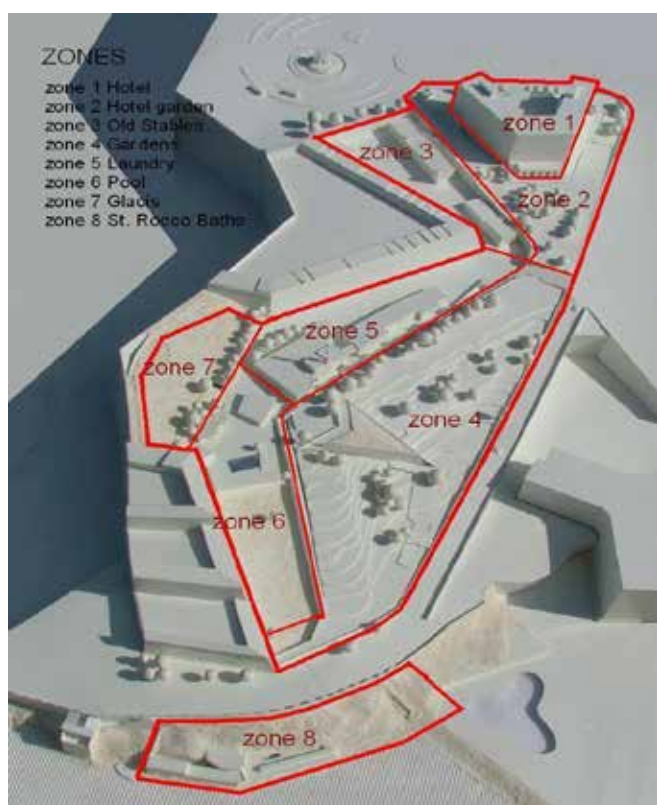 ZONES
zone 1 Hotel
zone 2 Hotel garden
zone 3 Old Stables
zone 4 Gardens
zone 5 Laundry
zone 6 Pool
zone 7 Glacis
zone 8 St. Rocco Baths
zone 1
zone 3
zone 2
zone 5
zone 7
zone 4
zone 6
zone 8